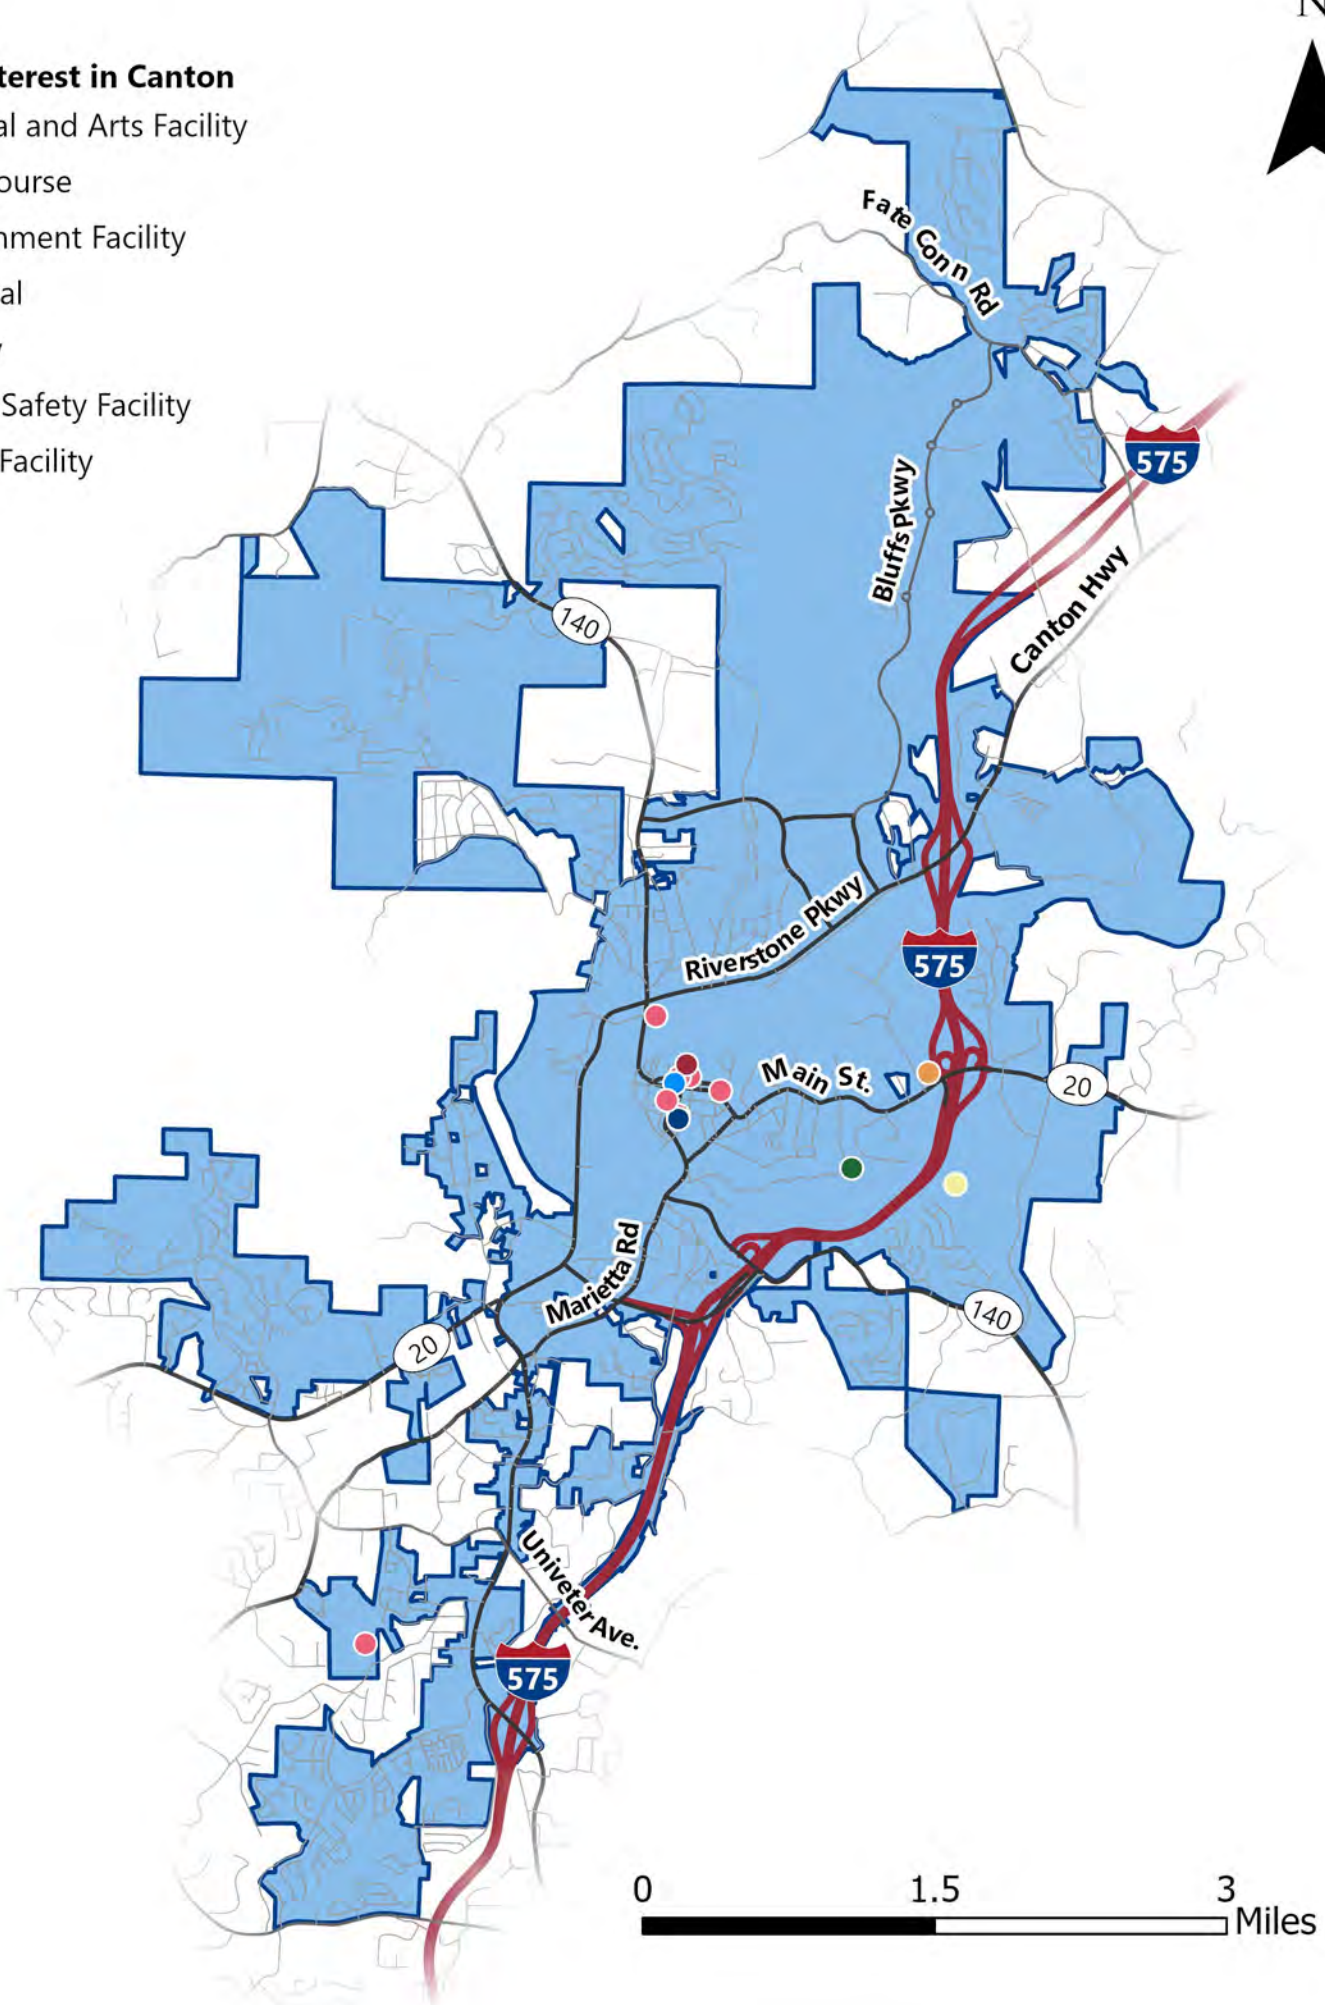 N
terest in Canton
al and Arts Facility
ourse
nment Facility
al
y
Safety Facility
Facility
Fate Conn Rd
575
Bluffs Pkwy
Canton Hwy
140
Riverstone Pkwy
575
Main St.
20
Marietta Rd
140
20
Univeter Ave.
575
0 1.5 3
Miles